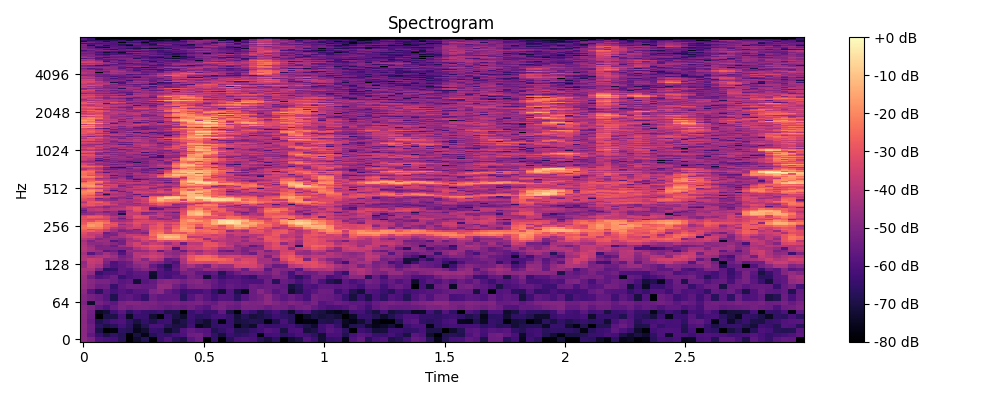 Spectrogram
+0 dB
4096
-10 dB
2048
-20 dB
1024
-30 dB
Hz
512
-40 dB
256
-50 dB
128
-60 dB
64
-70 dB
0
-80 dB
0 0.5 1 1.5 2 2.5
Time